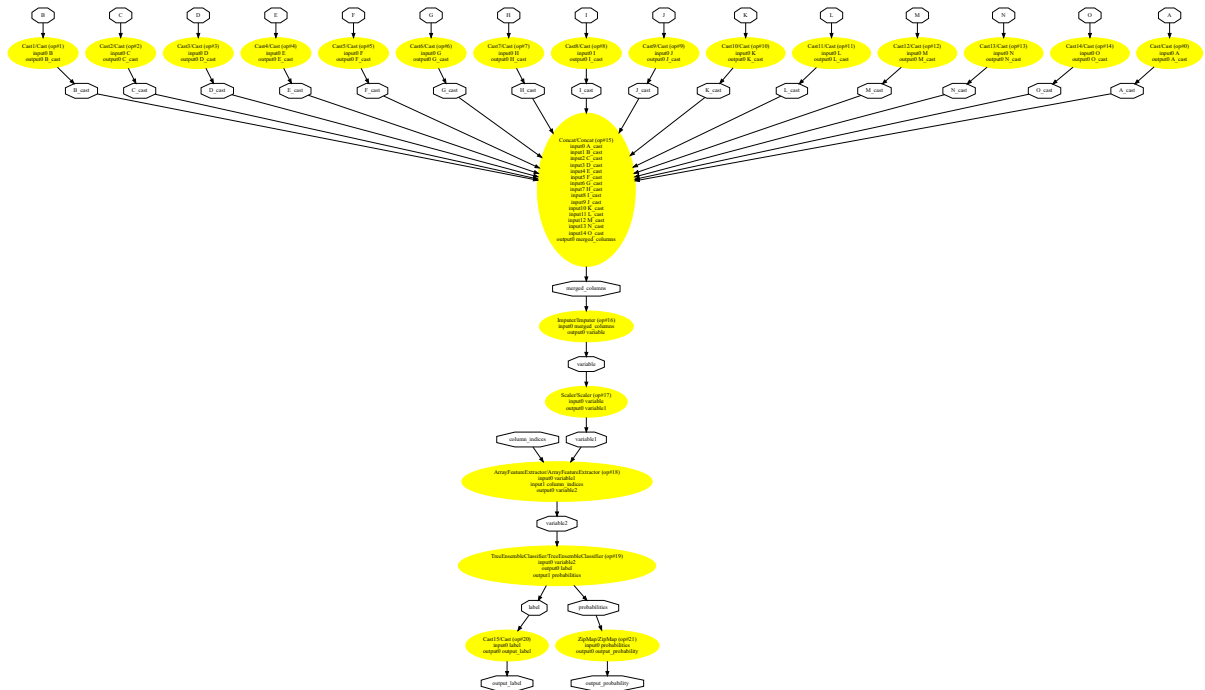 B
C
D
E
F
G
H
I
J
K
L
M
N
O
A
Cast1/Cast (op#1)
input0 B
output0 B_cast
Cast2/Cast (op#2)
input0 C
output0 C_cast
Cast3/Cast (op#3)
input0 D
output0 D_cast
Cast4/Cast (op#4)
input0 E
output0 E_cast
Cast5/Cast (op#5)
input0 F
output0 F_cast
Cast6/Cast (op#6)
input0 G
output0 G_cast
Cast7/Cast (op#7)
input0 H
output0 H_cast
Cast8/Cast (op#8)
input0 I
output0 I_cast
Cast9/Cast (op#9)
input0 J
output0 J_cast
Cast10/Cast (op#10)
input0 K
output0 K_cast
Cast11/Cast (op#11)
input0 L
output0 L_cast
Cast12/Cast (op#12)
input0 M
output0 M_cast
Cast13/Cast (op#13)
input0 N
output0 N_cast
Cast14/Cast (op#14)
input0 O
output0 O_cast
Cast/Cast (op#0)
input0 A
output0 A_cast
B_cast
C_cast
D_cast
E_cast
F_cast
G_cast
H_cast
I_cast
J_cast
K_cast
L_cast
M_cast
N_cast
O_cast
A_cast
Concat/Concat (op#15)
input0 A_cast
input1 B_cast
input2 C_cast
input3 D_cast
input4 E_cast
input5 F_cast
input6 G_cast
input7 H_cast
input8 I_cast
input9 J_cast
input10 K_cast
input11 L_cast
input12 M_cast
input13 N_cast
input14 O_cast
output0 merged_columns
merged_columns
Imputer/Imputer (op#16)
input0 merged_columns
output0 variable
variable
Scaler/Scaler (op#17)
input0 variable
output0 variable1
column_indices
variable1
ArrayFeatureExtractor/ArrayFeatureExtractor (op#18)
input0 variable1
input1 column_indices
output0 variable2
variable2
TreeEnsembleClassifier/TreeEnsembleClassifier (op#19)
input0 variable2
output0 label
output1 probabilities
label
probabilities
Cast15/Cast (op#20)
input0 label
output0 output_label
ZipMap/ZipMap (op#21)
input0 probabilities
output0 output_probability
output_label
output_probability